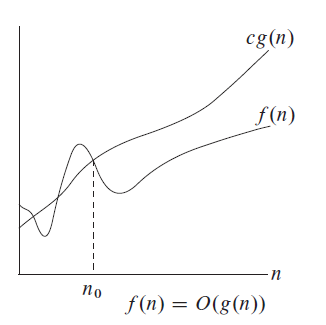 cg(n)
f(n)
n
n₀
f(n) = O(g(n))